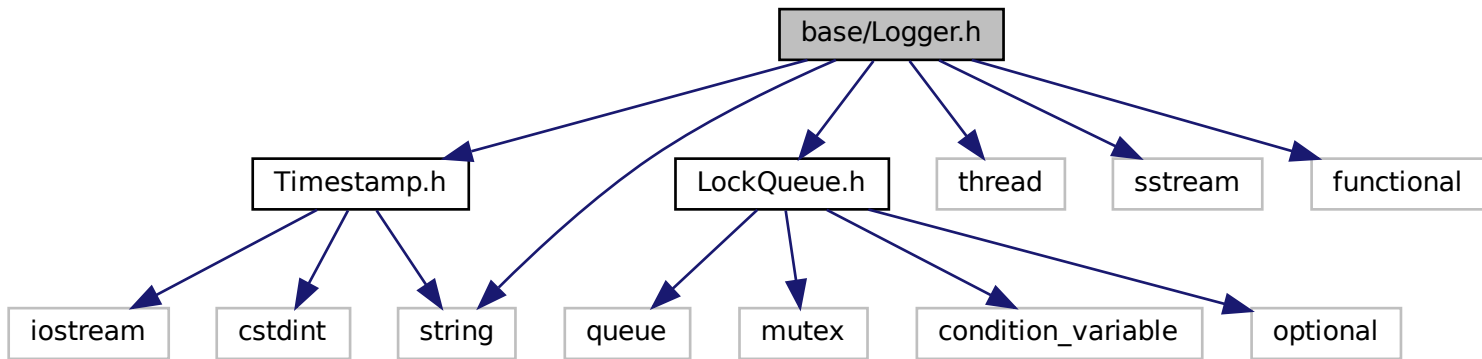 base/Logger.h
Timestamp.h
LockQueue.h
thread
sstream
functional
iostream
cstdint
string
queue
mutex
condition_variable
optional